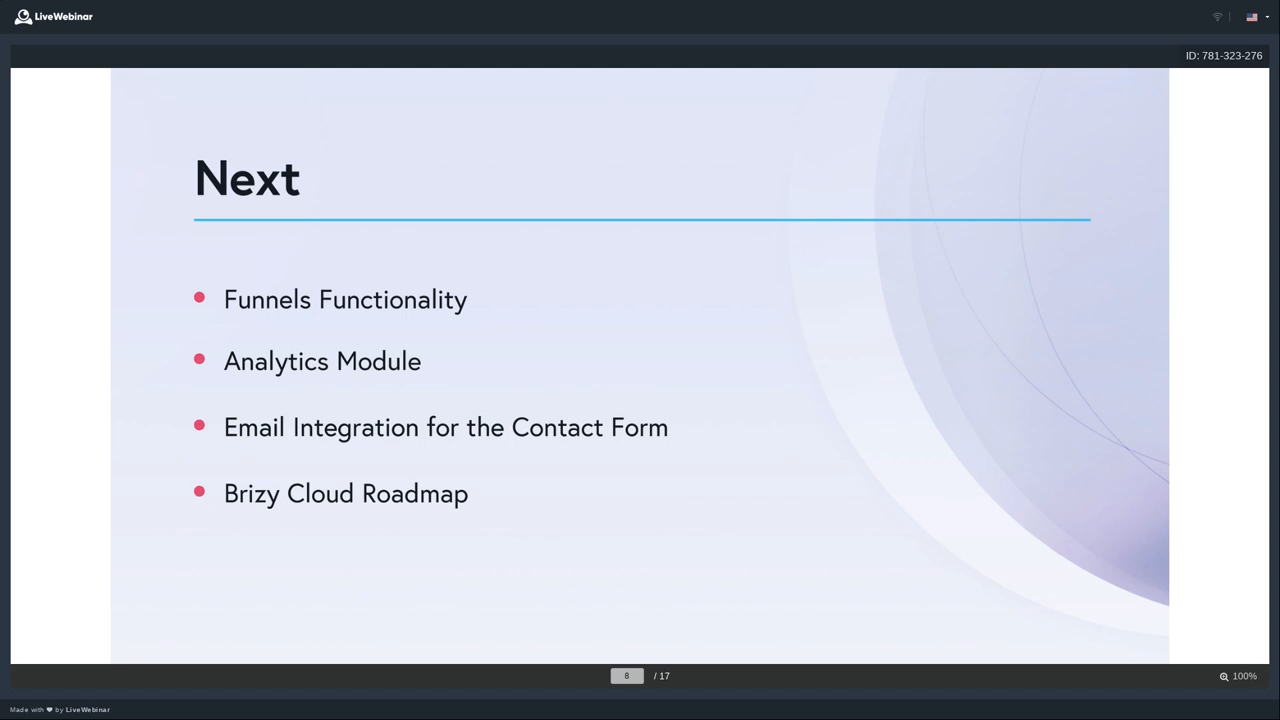 LiveWebinar
ID: 781-323-276
Next
Funnels Functionality
Analytics Module
Email Integration for the Contact Form
Brizy Cloud Roadmap
8 / 17
100%
Made with ❤ by LiveWebinar